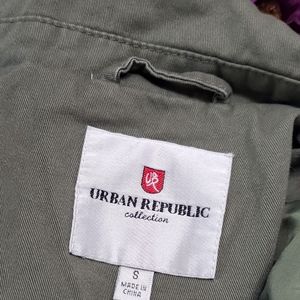 UR
URBAN REPUBLIC
collection
S
MADE IN
CHINA